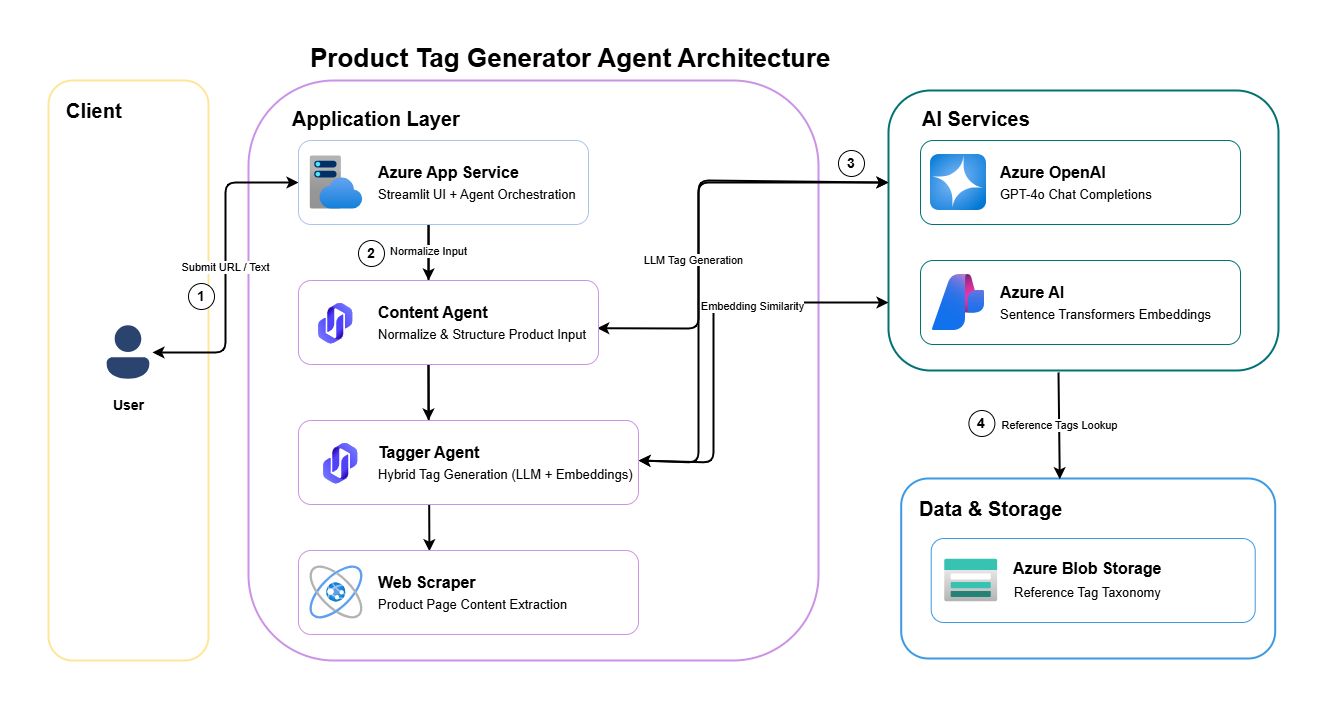 Product Tag Generator Agent Architecture
Client
Submit URL / Text
1
User
Application Layer
Azure App Service
Streamlit UI + Agent Orchestration
2
Normalize Input
Content Agent
Normalize & Structure Product Input
Tagger Agent
Hybrid Tag Generation (LLM + Embeddings)
Web Scraper
Product Page Content Extraction
LLM Tag Generation
Embedding Similarity
3
AI Services
Azure OpenAI
GPT-4o Chat Completions
Azure AI
Sentence Transformers Embeddings
4
Reference Tags Lookup
Data & Storage
Azure Blob Storage
Reference Tag Taxonomy